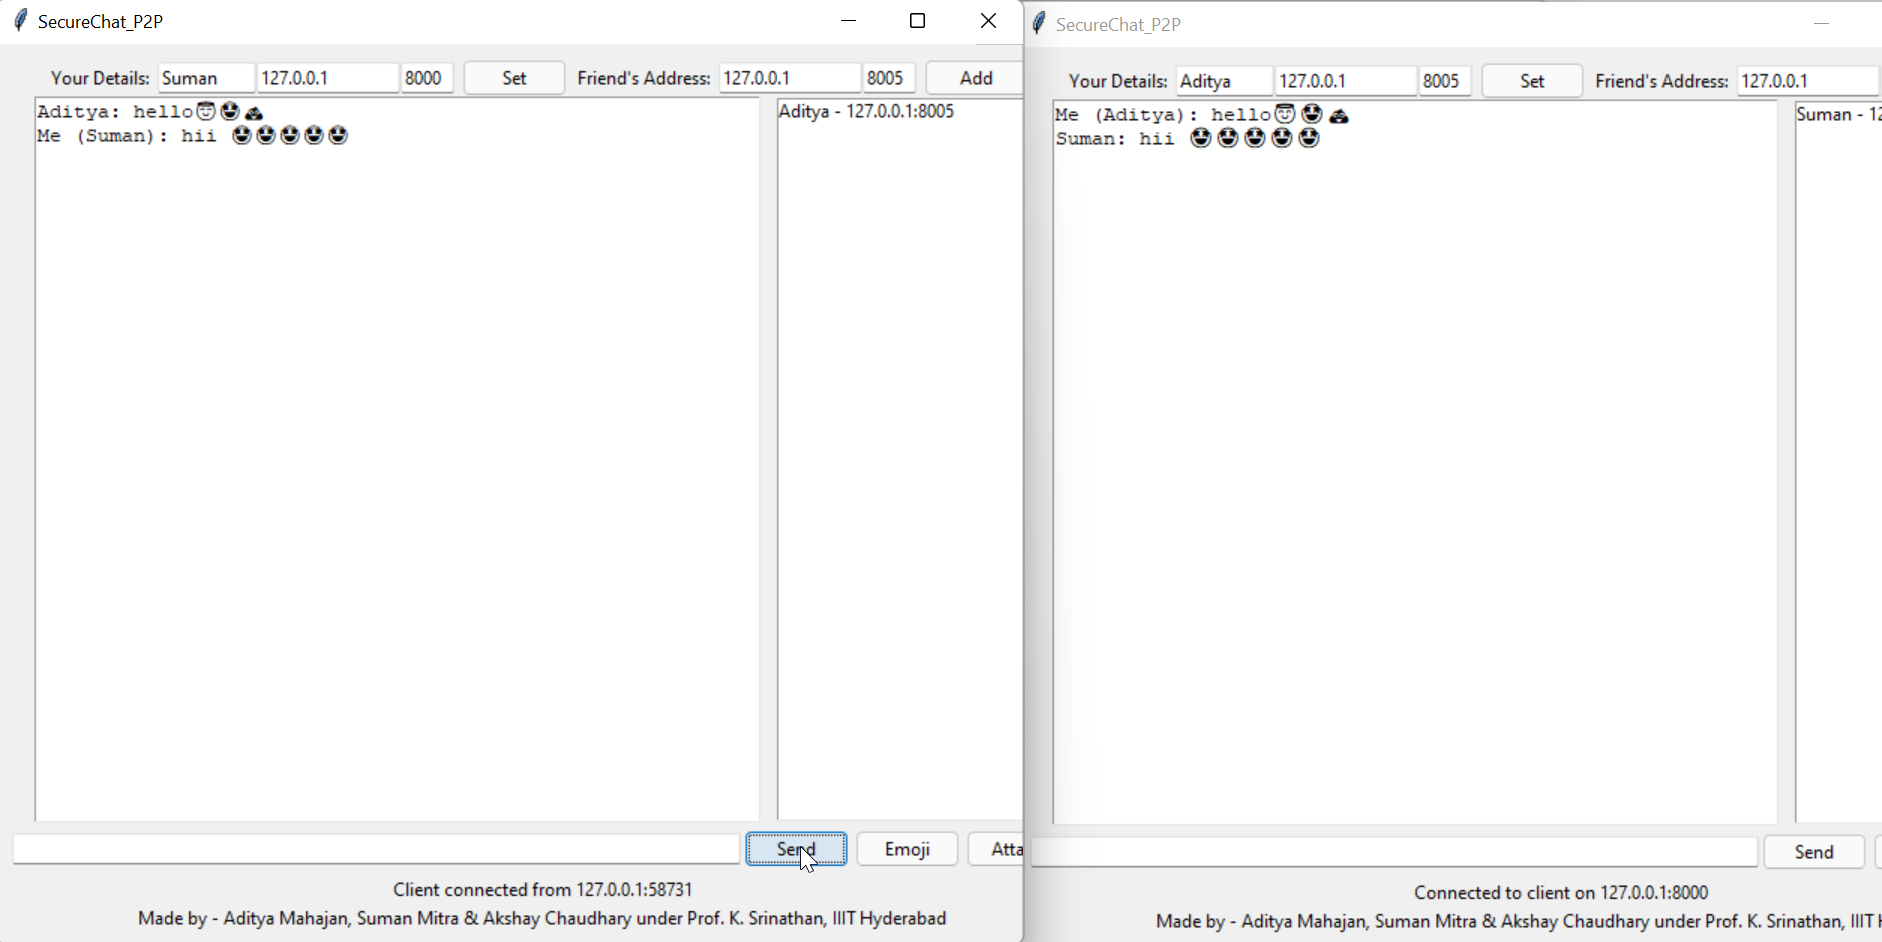 SecureChat_P2P
Your Details: Suman 127.0.0.1 8000 Set Friend's Address: 127.0.0.1 8005 Add
Aditya: hello😇🤩💩
Me (Suman): hii 🤩🤩🤩🤩🤩
Aditya - 127.0.0.1:8005
Send Emoji Atta
Client connected from 127.0.0.1:58731
Made by - Aditya Mahajan, Suman Mitra & Akshay Chaudhary under Prof. K. Srinathan, IIIT Hyderabad
SecureChat_P2P
Your Details: Aditya 127.0.0.1 8005 Set Friend's Address: 127.0.0.1
Me (Aditya): hello😇🤩💩
Suman: hii 🤩🤩🤩🤩🤩
Suman - 12
Send
Connected to client on 127.0.0.1:8000
Made by - Aditya Mahajan, Suman Mitra & Akshay Chaudhary under Prof. K. Srinathan, IIIT H